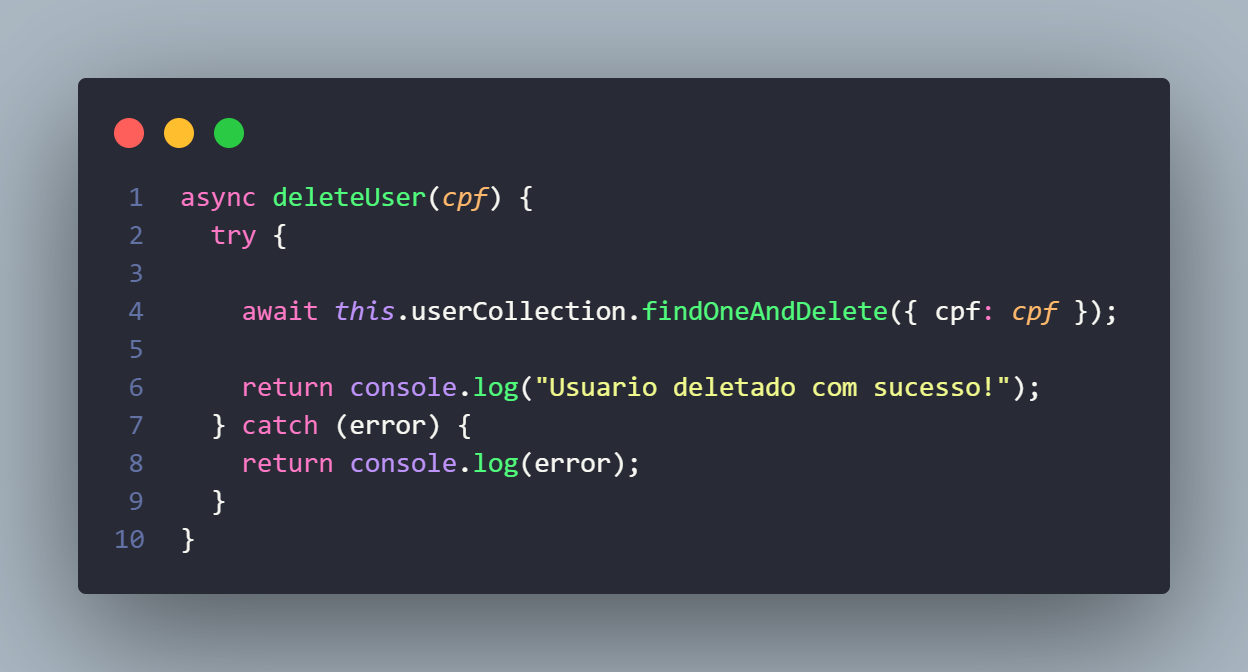 1 async deleteUser(cpf) {
2 try {
3
4 await this.userCollection.findOneAndDelete({ cpf: cpf });
5
6 return console.log("Usuario deletado com sucesso!");
7 } catch (error) {
8 return console.log(error);
9 }
10 }